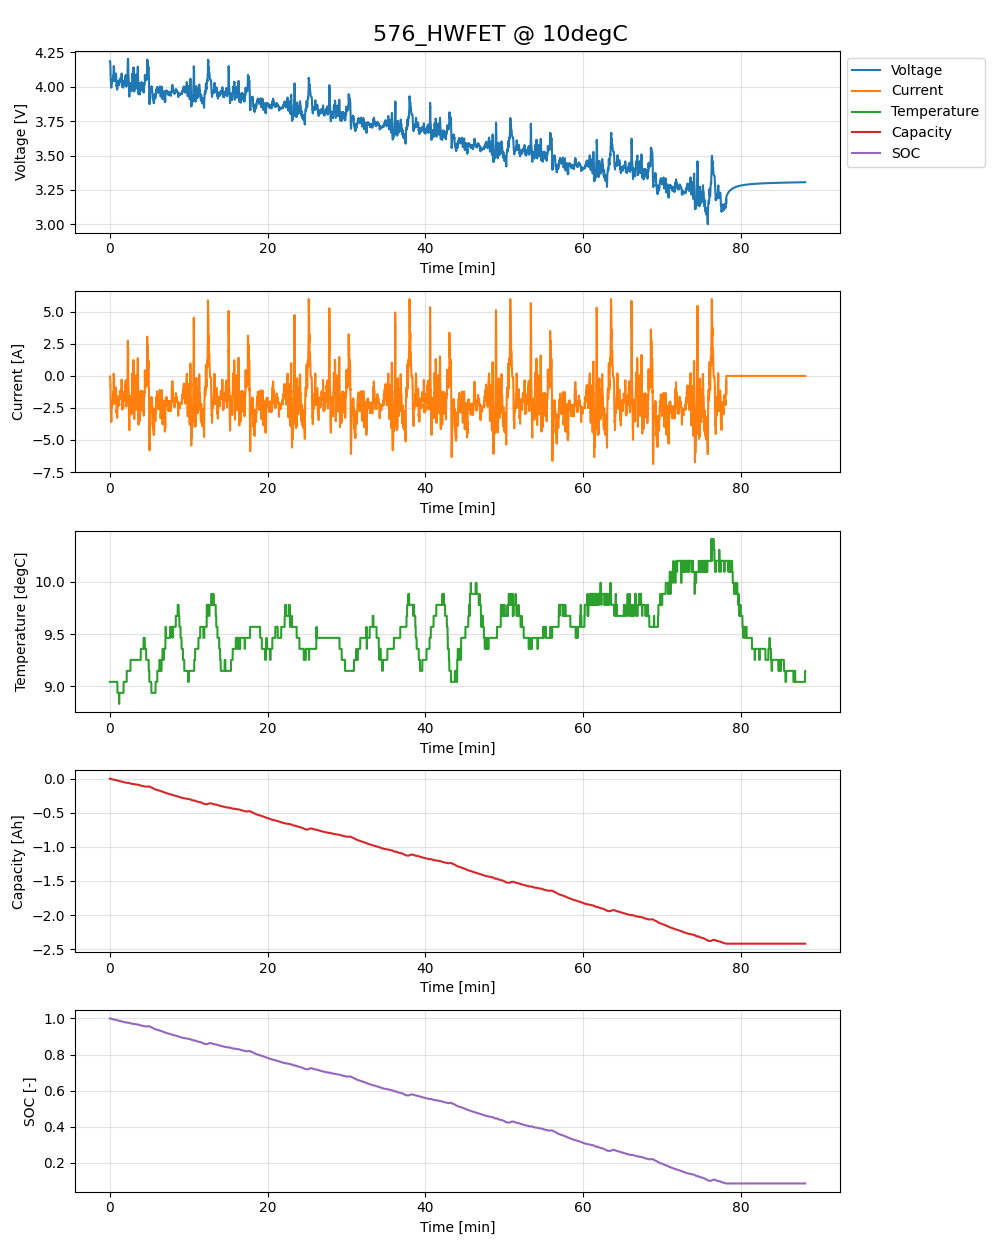 576_HWFET @ 10degC
Voltage
Current
Temperature
Capacity
SOC
Voltage [V]
4.25
4.00
3.75
3.50
3.25
3.00
0 20 40 60 80
Time [min]
Current [A]
5.0
2.5
0.0
−2.5
−5.0
−7.5
0 20 40 60 80
Time [min]
Temperature [degC]
10.0
9.5
9.0
0 20 40 60 80
Time [min]
Capacity [Ah]
0.0
−0.5
−1.0
−1.5
−2.0
−2.5
0 20 40 60 80
Time [min]
SOC [-]
1.0
0.8
0.6
0.4
0.2
0 20 40 60 80
Time [min]